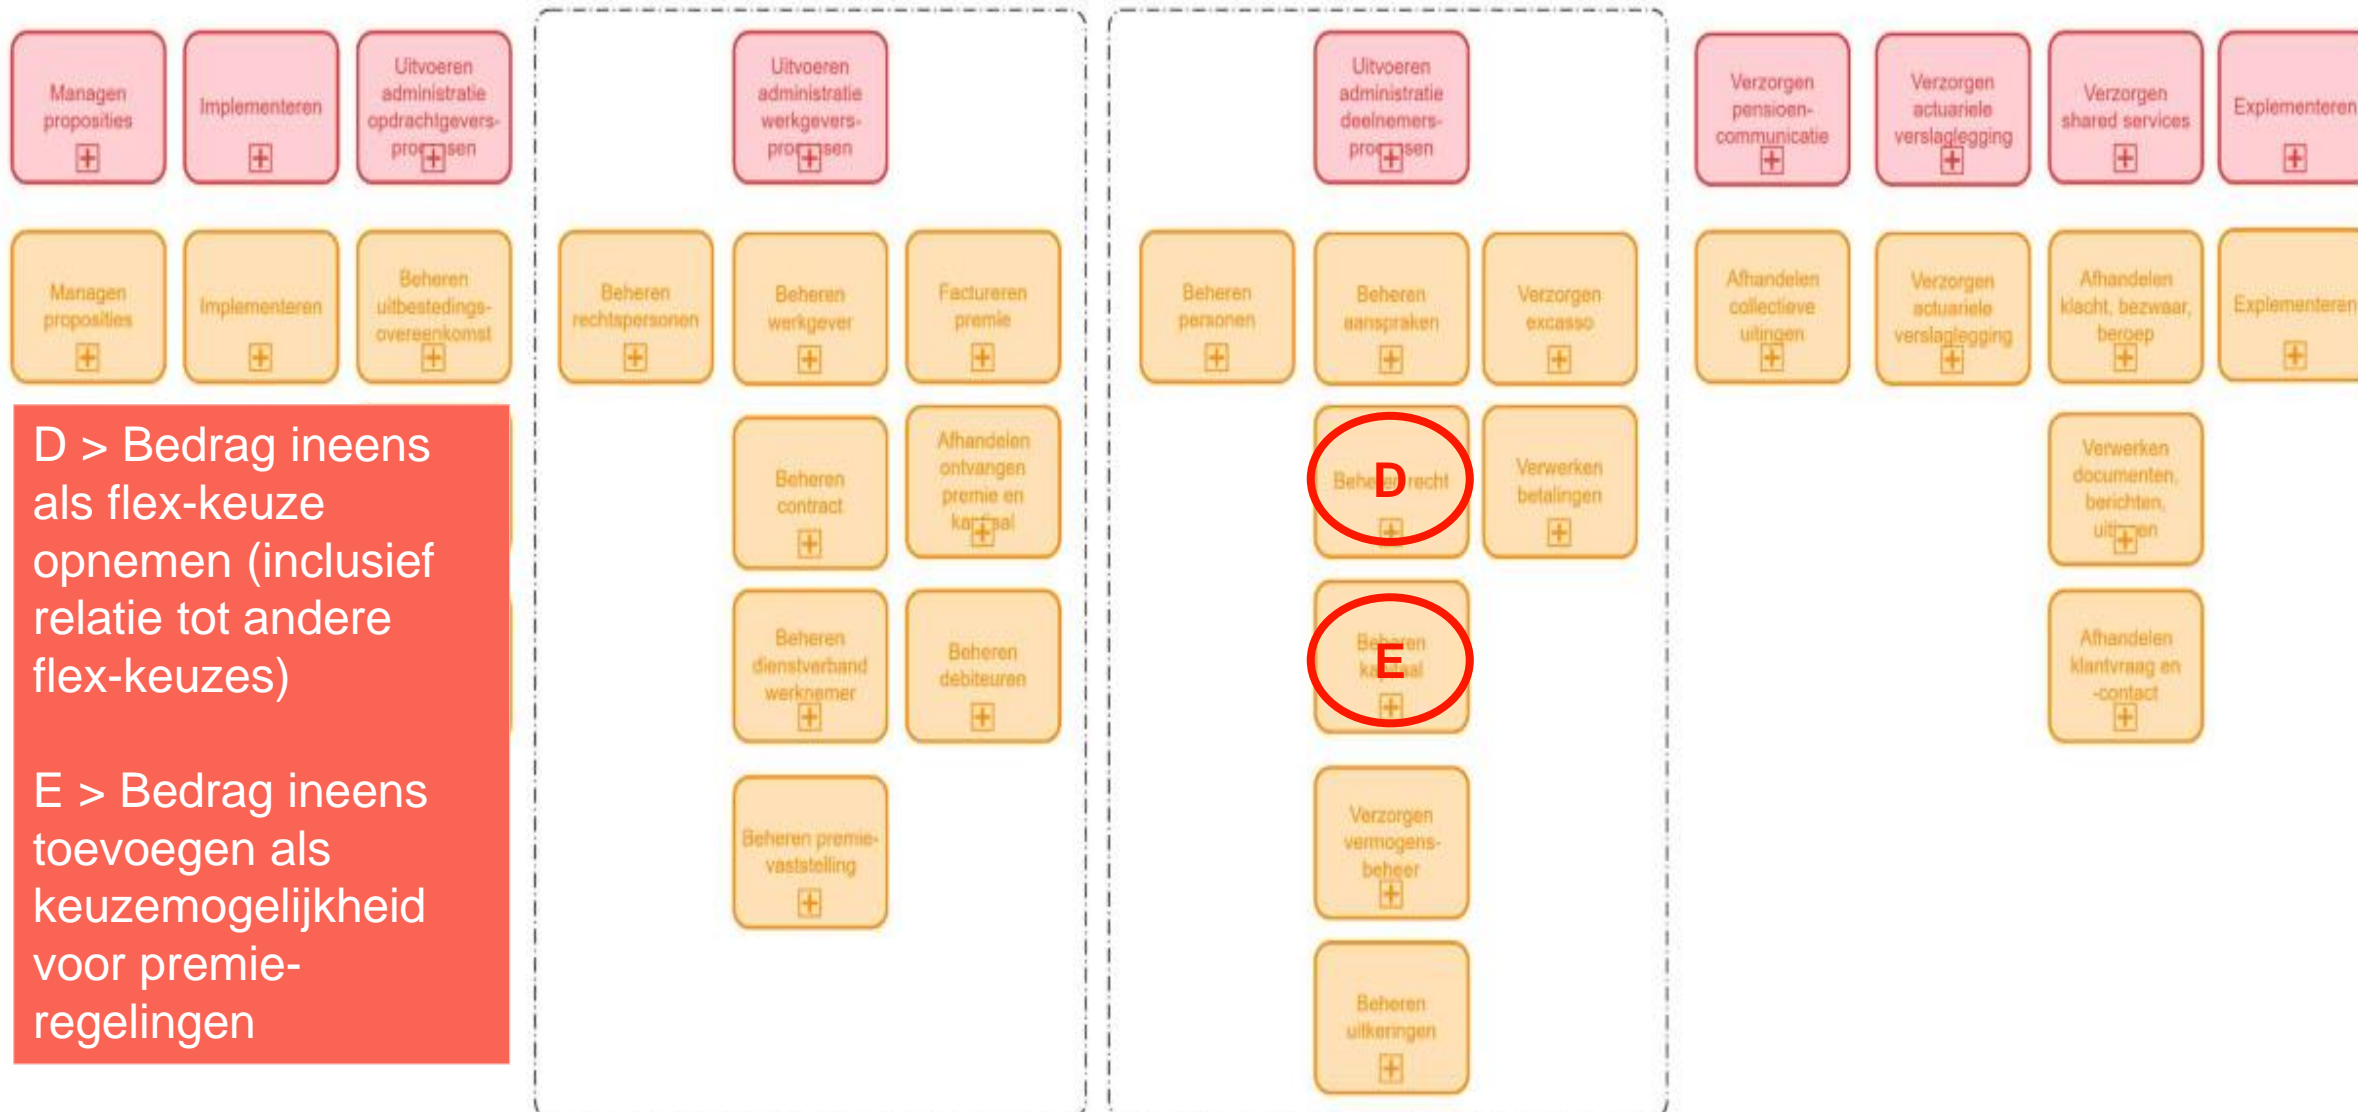 Managen
proposities
Implementeren
Uitvoeren
administratie
opdrachtgevers-
processen
Uitvoeren
administratie
werkgevers-
processen
Uitvoeren
administratie
deelnemers-
processen
Verzorgen
pensioen-
communicatie
Verzorgen
actuariele
verslaglegging
Verzorgen
shared services
Explementeren
Managen
proposities
Implementeren
Beheren
uitbestedings-
overeenkomst
Beheren
rechtspersonen
Beheren
werkgever
Factureren
premie
Beheren
personen
Beheren
aanspraken
Verzorgen
excasso
Afhandelen
collectieve
uitingen
Verzorgen
actuariele
verslaglegging
Afhandelen
klacht, bezwaar,
beroep
Explementeren
D > Bedrag ineens
als flex-keuze
opnemen (inclusief
relatie tot andere
flex-keuzes)
E > Bedrag ineens
toevoegen als
keuzemogelijkheid
voor premie-
regelingen
Beheren
contract
Afhandelen
ontvangen
premie en
kapitaal
Beheren recht
D
Verwerken
betalingen
Verwerken
documenten,
berichten,
uitingen
Beheren
dienstverband
werknemer
Beheren
debiteuren
Beheren
kapitaal
E
Afhandelen
klantvraag en
-contact
Beheren premie-
vaststelling
Verzorgen
vermogens-
beheer
Beheren
uitkeringen